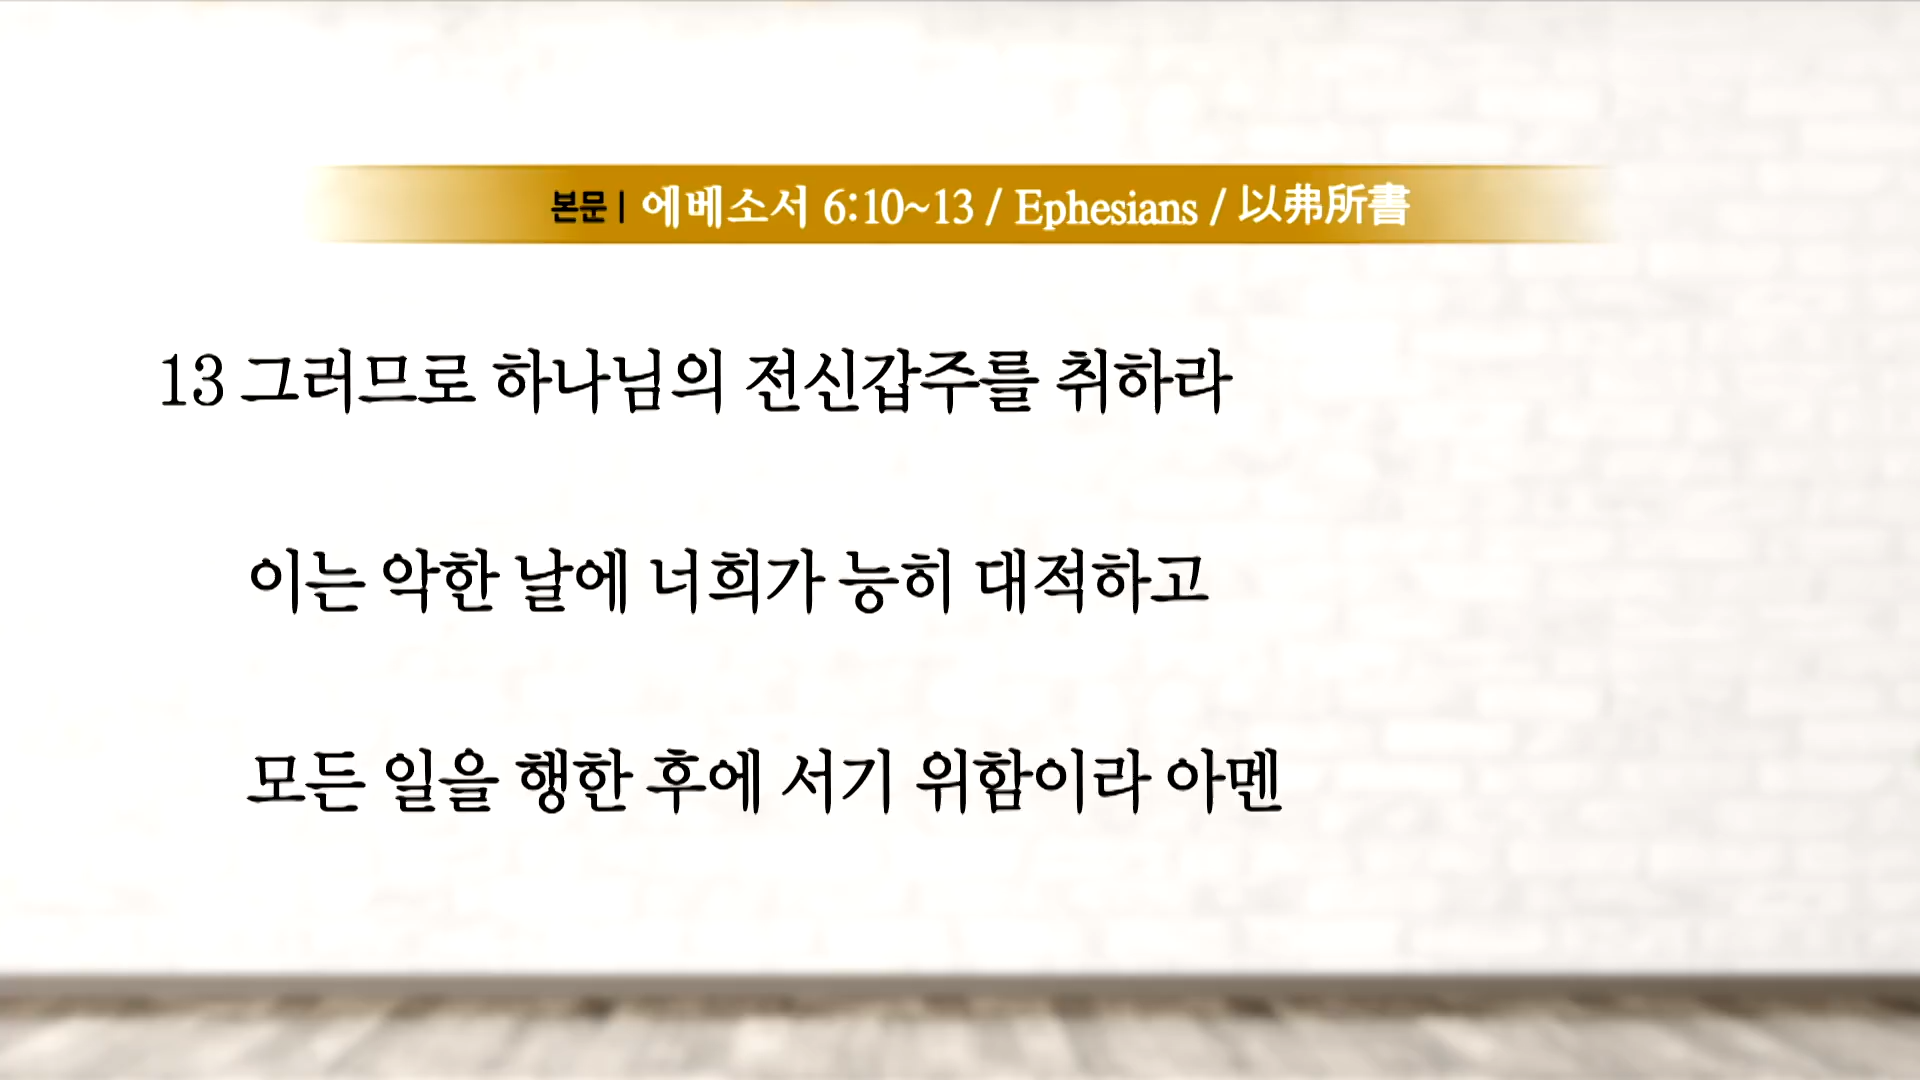 본문 | 에베소서 6:10~13 / Ephesians / 以弗所書
13 그러므로 하나님의 전신갑주를 취하라
이는 악한 날에 너희가 능히 대적하고
모든 일을 행한 후에 서기 위함이라 아멘